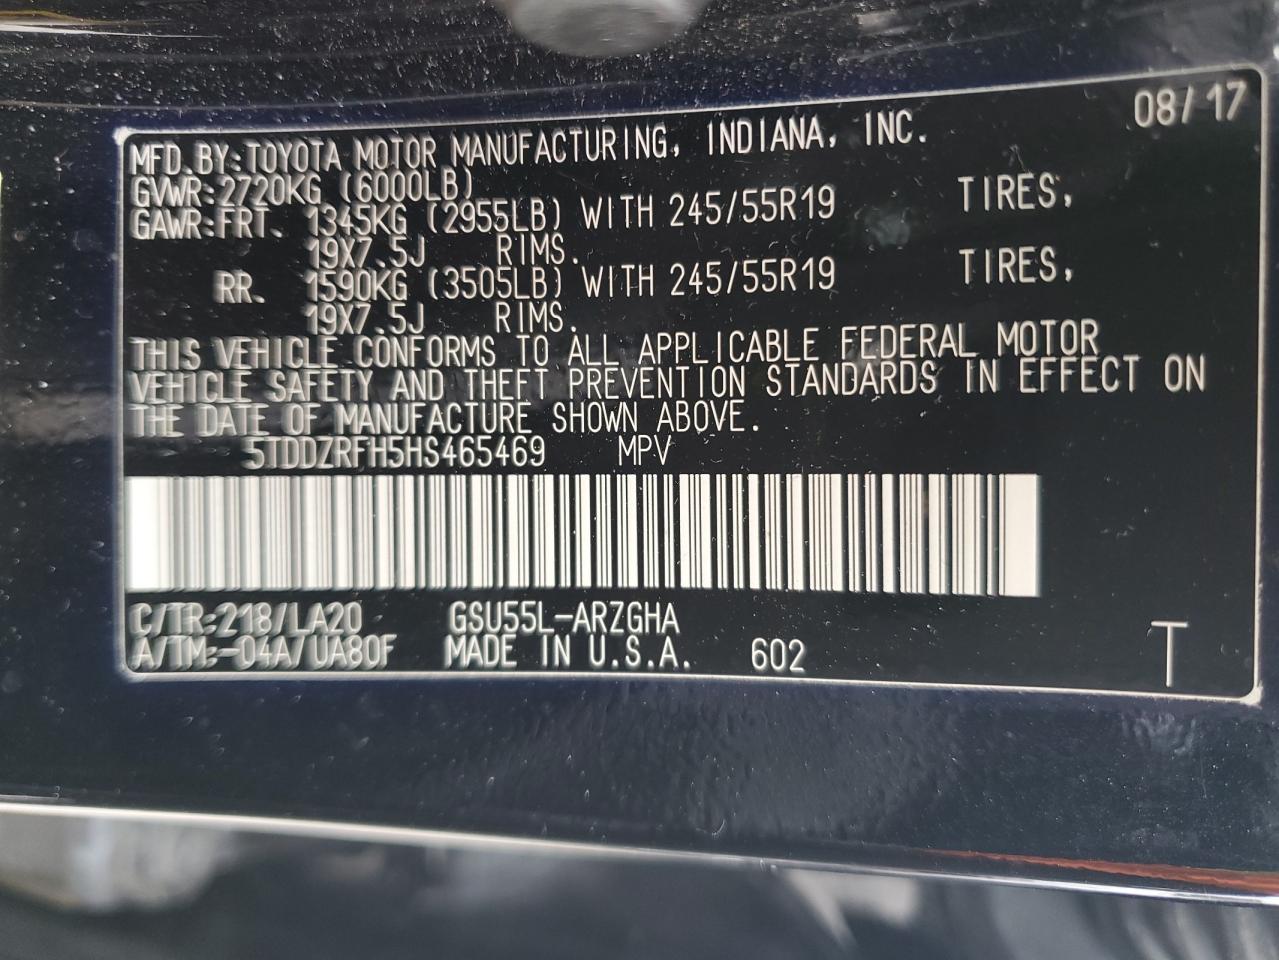 08/17
MFD.BY:TOYOTA MOTOR MANUFACTURING, INDIANA, INC.
GVWR:2720KG (6000LB)
GAWR:FRT. 1345KG (2955LB) WITH 245/55R19 TIRES,
19X7.5J RIMS.
RR. 1590KG (3505LB) WITH 245/55R19 TIRES,
19X7.5J RIMS.
THIS VEHICLE CONFORMS TO ALL APPLICABLE FEDERAL MOTOR
VEHICLE SAFETY AND THEFT PREVENTION STANDARDS IN EFFECT ON
THE DATE OF MANUFACTURE SHOWN ABOVE.
5TDDZRFH5HS465469 MPV
C/TR:218/LA20 GSU55L-ARZGHA
A/TM:-04A/UA80F MADE IN U.S.A. 602
T